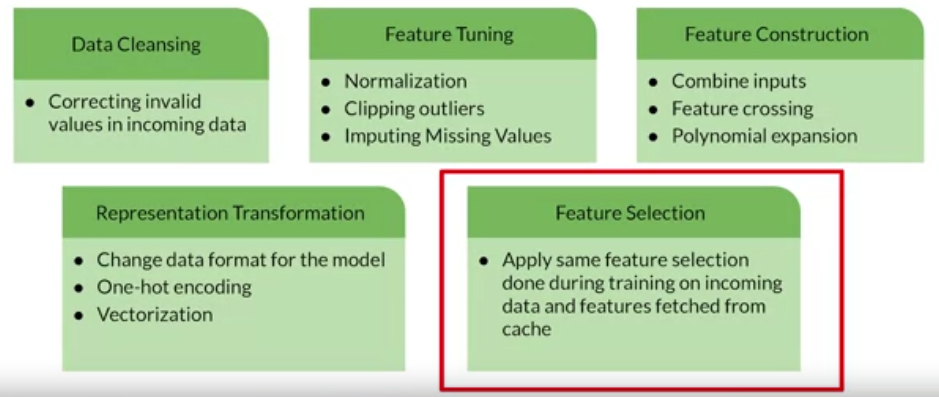 Data Cleansing
• Correcting invalid
values in incoming data
Feature Tuning
• Normalization
• Clipping outliers
• Imputing Missing Values
Feature Construction
• Combine inputs
• Feature crossing
• Polynomial expansion
Representation Transformation
• Change data format for the model
• One-hot encoding
• Vectorization
Feature Selection
• Apply same feature selection
done during training on incoming
data and features fetched from
cache